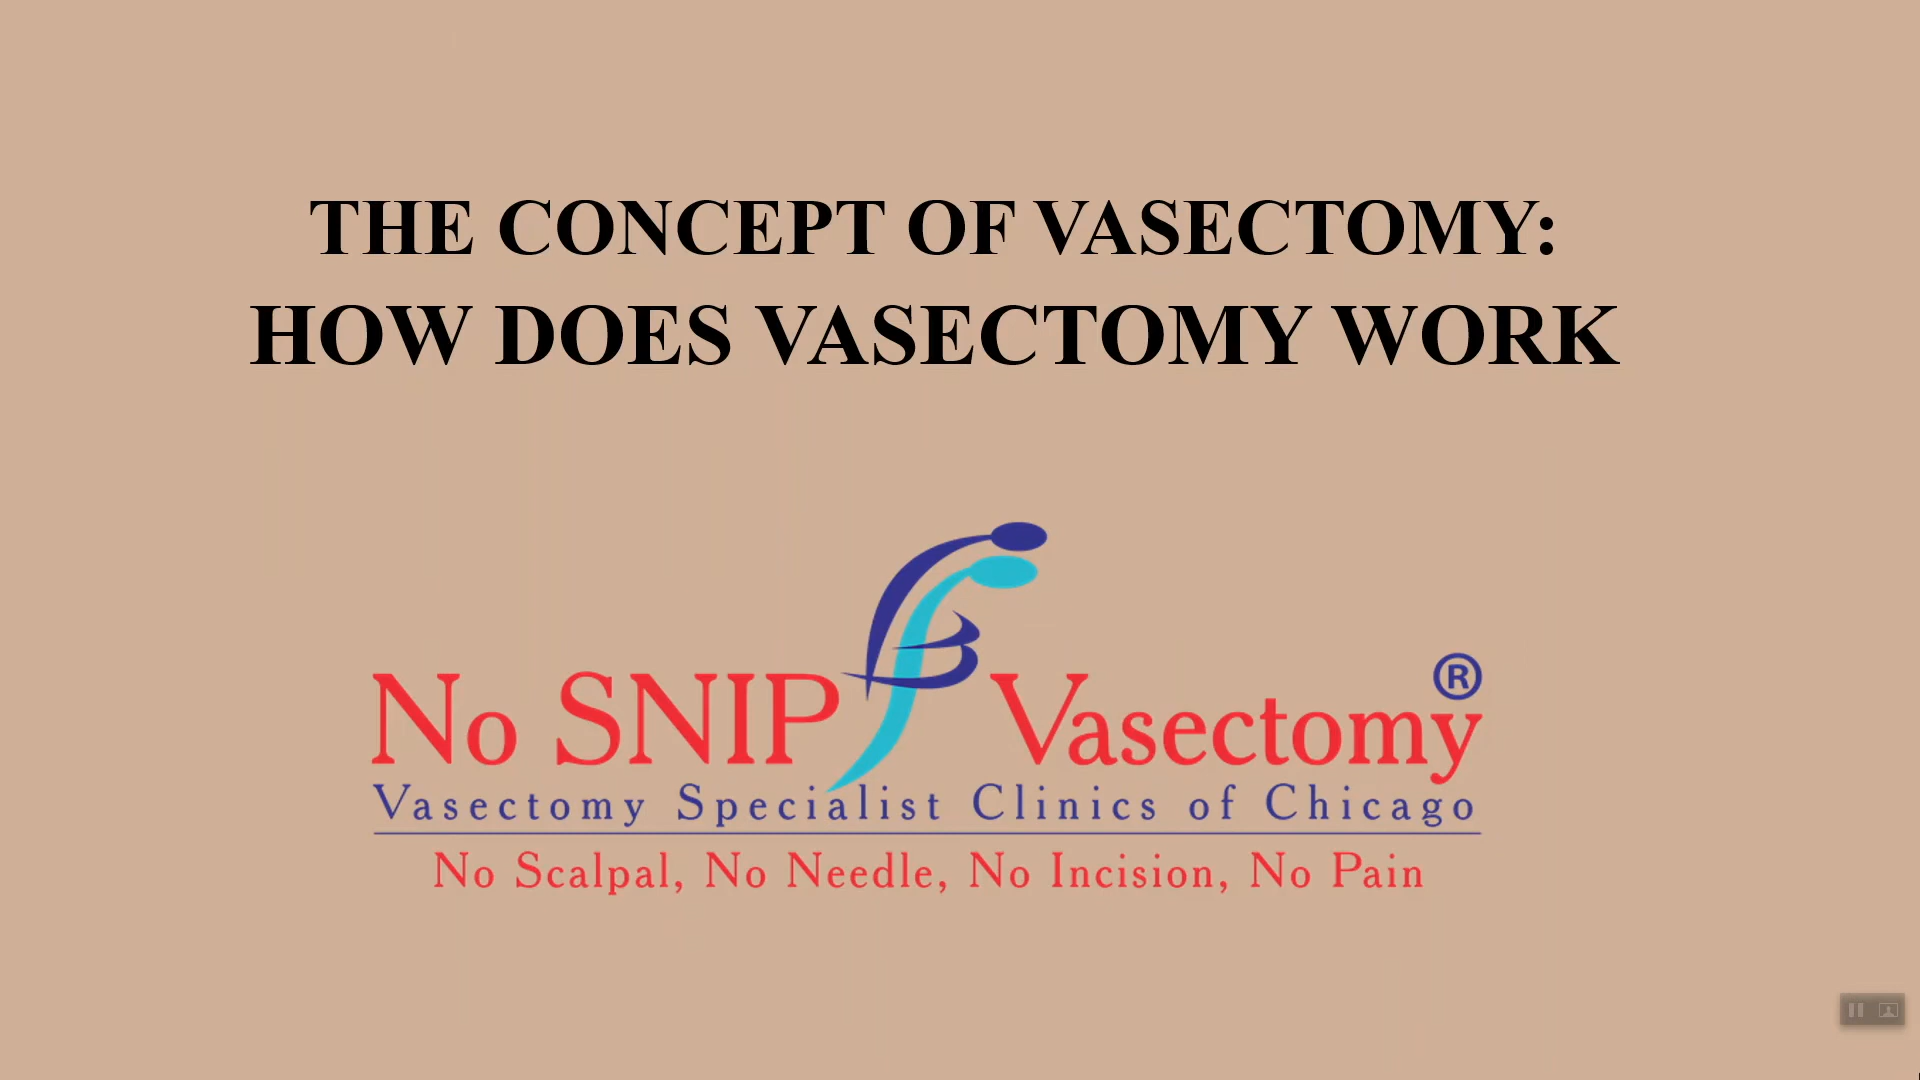 THE CONCEPT OF VASECTOMY:
HOW DOES VASECTOMY WORK
No SNIP Vasectomy ®
Vasectomy Specialist Clinics of Chicago
No Scalpal, No Needle, No Incision, No Pain